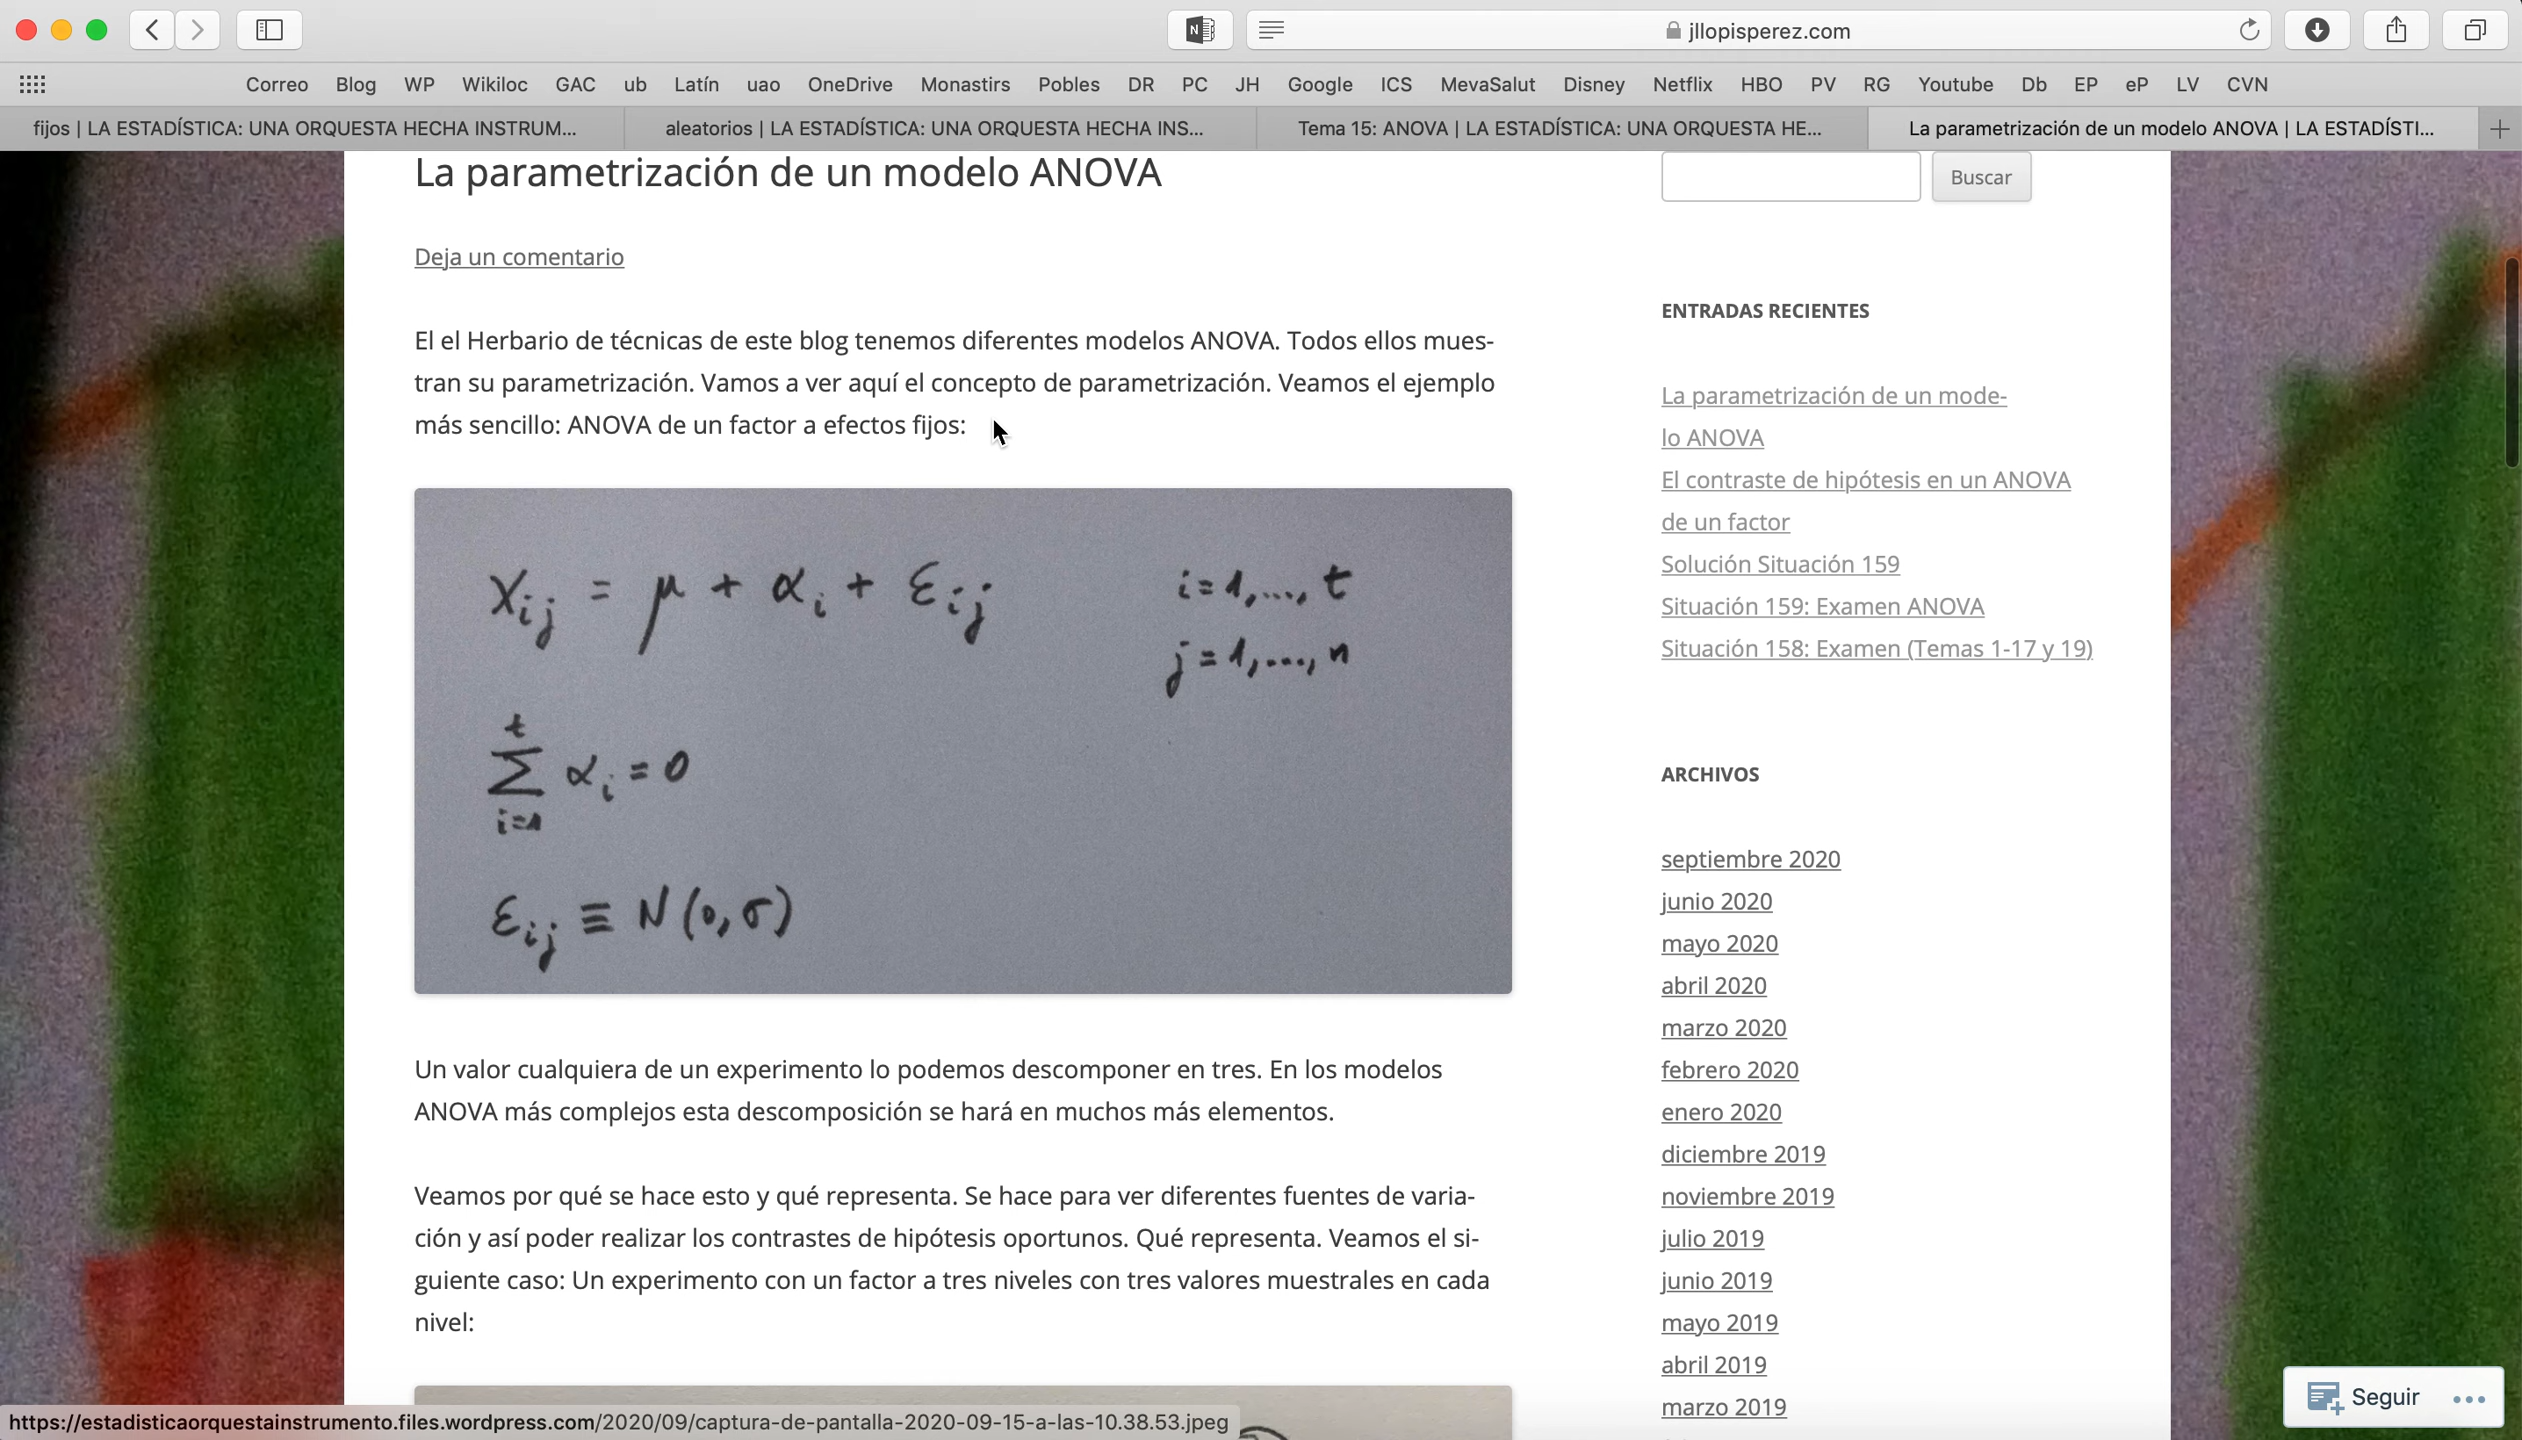 jllopisperez.com
Correo Blog WP Wikiloc GAC ub Latín uao OneDrive Monastirs Pobles DR PC JH Google ICS MevaSalut Disney Netflix HBO PV RG Youtube Db EP eP LV CVN
fijos | LA ESTADÍSTICA: UNA ORQUESTA HECHA INSTRUM...
aleatorios | LA ESTADÍSTICA: UNA ORQUESTA HECHA INS...
Tema 15: ANOVA | LA ESTADÍSTICA: UNA ORQUESTA HE...
La parametrización de un modelo ANOVA | LA ESTADÍSTI...
La parametrización de un modelo ANOVA
Deja un comentario
El el Herbario de técnicas de este blog tenemos diferentes modelos ANOVA. Todos ellos mues-
tran su parametrización. Vamos a ver aquí el concepto de parametrización. Veamos el ejemplo
más sencillo: ANOVA de un factor a efectos fijos:
Xij = μ + αi + εij
i=1,..., t
j=1,..., n
t
∑ αi = 0
i=1
εij ≡ N(0,σ)
Un valor cualquiera de un experimento lo podemos descomponer en tres. En los modelos
ANOVA más complejos esta descomposición se hará en muchos más elementos.
Veamos por qué se hace esto y qué representa. Se hace para ver diferentes fuentes de varia-
ción y así poder realizar los contrastes de hipótesis oportunos. Qué representa. Veamos el si-
guiente caso: Un experimento con un factor a tres niveles con tres valores muestrales en cada
nivel:
Buscar
ENTRADAS RECIENTES
La parametrización de un mode-
lo ANOVA
El contraste de hipótesis en un ANOVA
de un factor
Solución Situación 159
Situación 159: Examen ANOVA
Situación 158: Examen (Temas 1-17 y 19)
ARCHIVOS
septiembre 2020
junio 2020
mayo 2020
abril 2020
marzo 2020
febrero 2020
enero 2020
diciembre 2019
noviembre 2019
julio 2019
junio 2019
mayo 2019
abril 2019
marzo 2019
Seguir
https://estadisticaorquestainstrumento.files.wordpress.com/2020/09/captura-de-pantalla-2020-09-15-a-las-10.38.53.jpeg